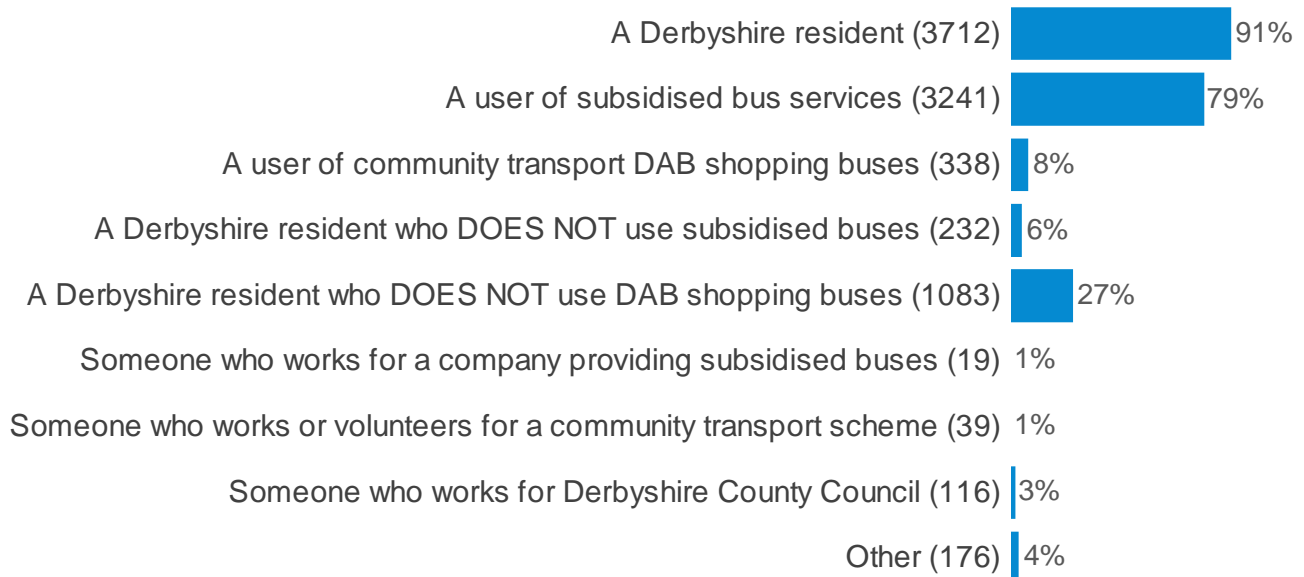 A Derbyshire resident (3712) 91%
A user of subsidised bus services (3241) 79%
A user of community transport DAB shopping buses (338) 8%
A Derbyshire resident who DOES NOT use subsidised buses (232) 6%
A Derbyshire resident who DOES NOT use DAB shopping buses (1083) 27%
Someone who works for a company providing subsidised buses (19) 1%
Someone who works or volunteers for a community transport scheme (39) 1%
Someone who works for Derbyshire County Council (116) 3%
Other (176) 4%